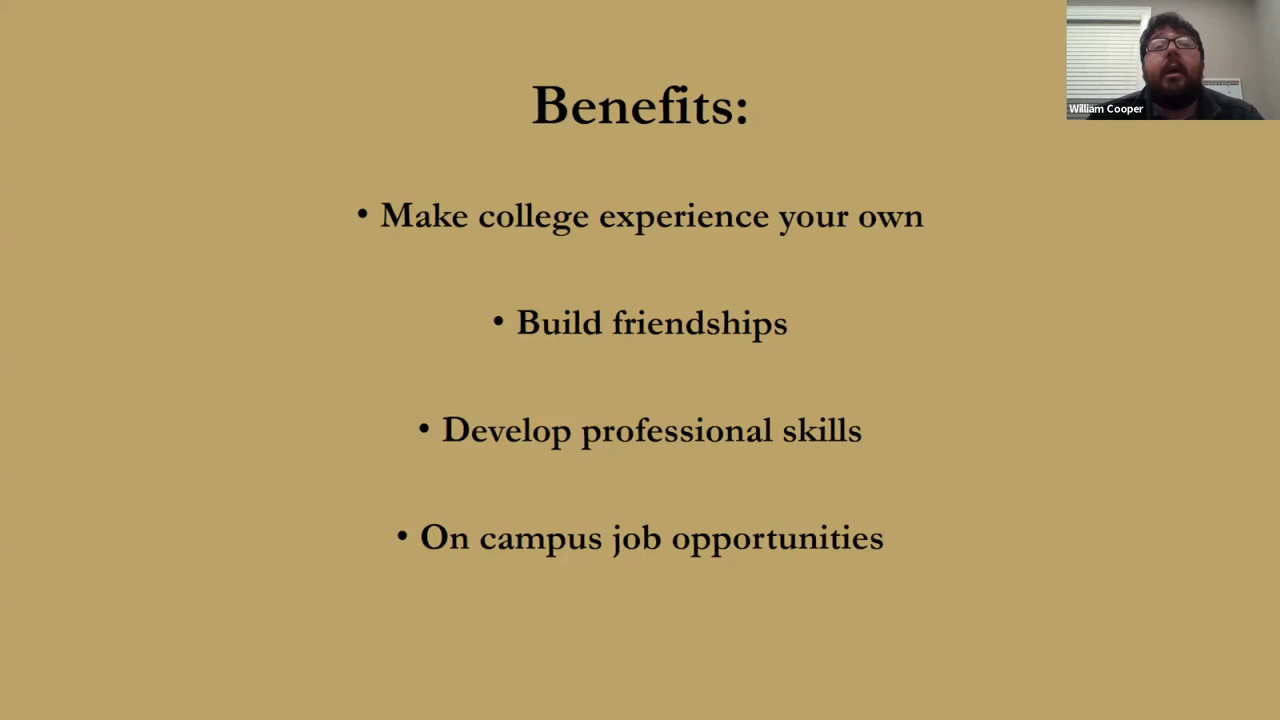 Benefits:
• Make college experience your own
• Build friendships
• Develop professional skills
• On campus job opportunities
William Cooper